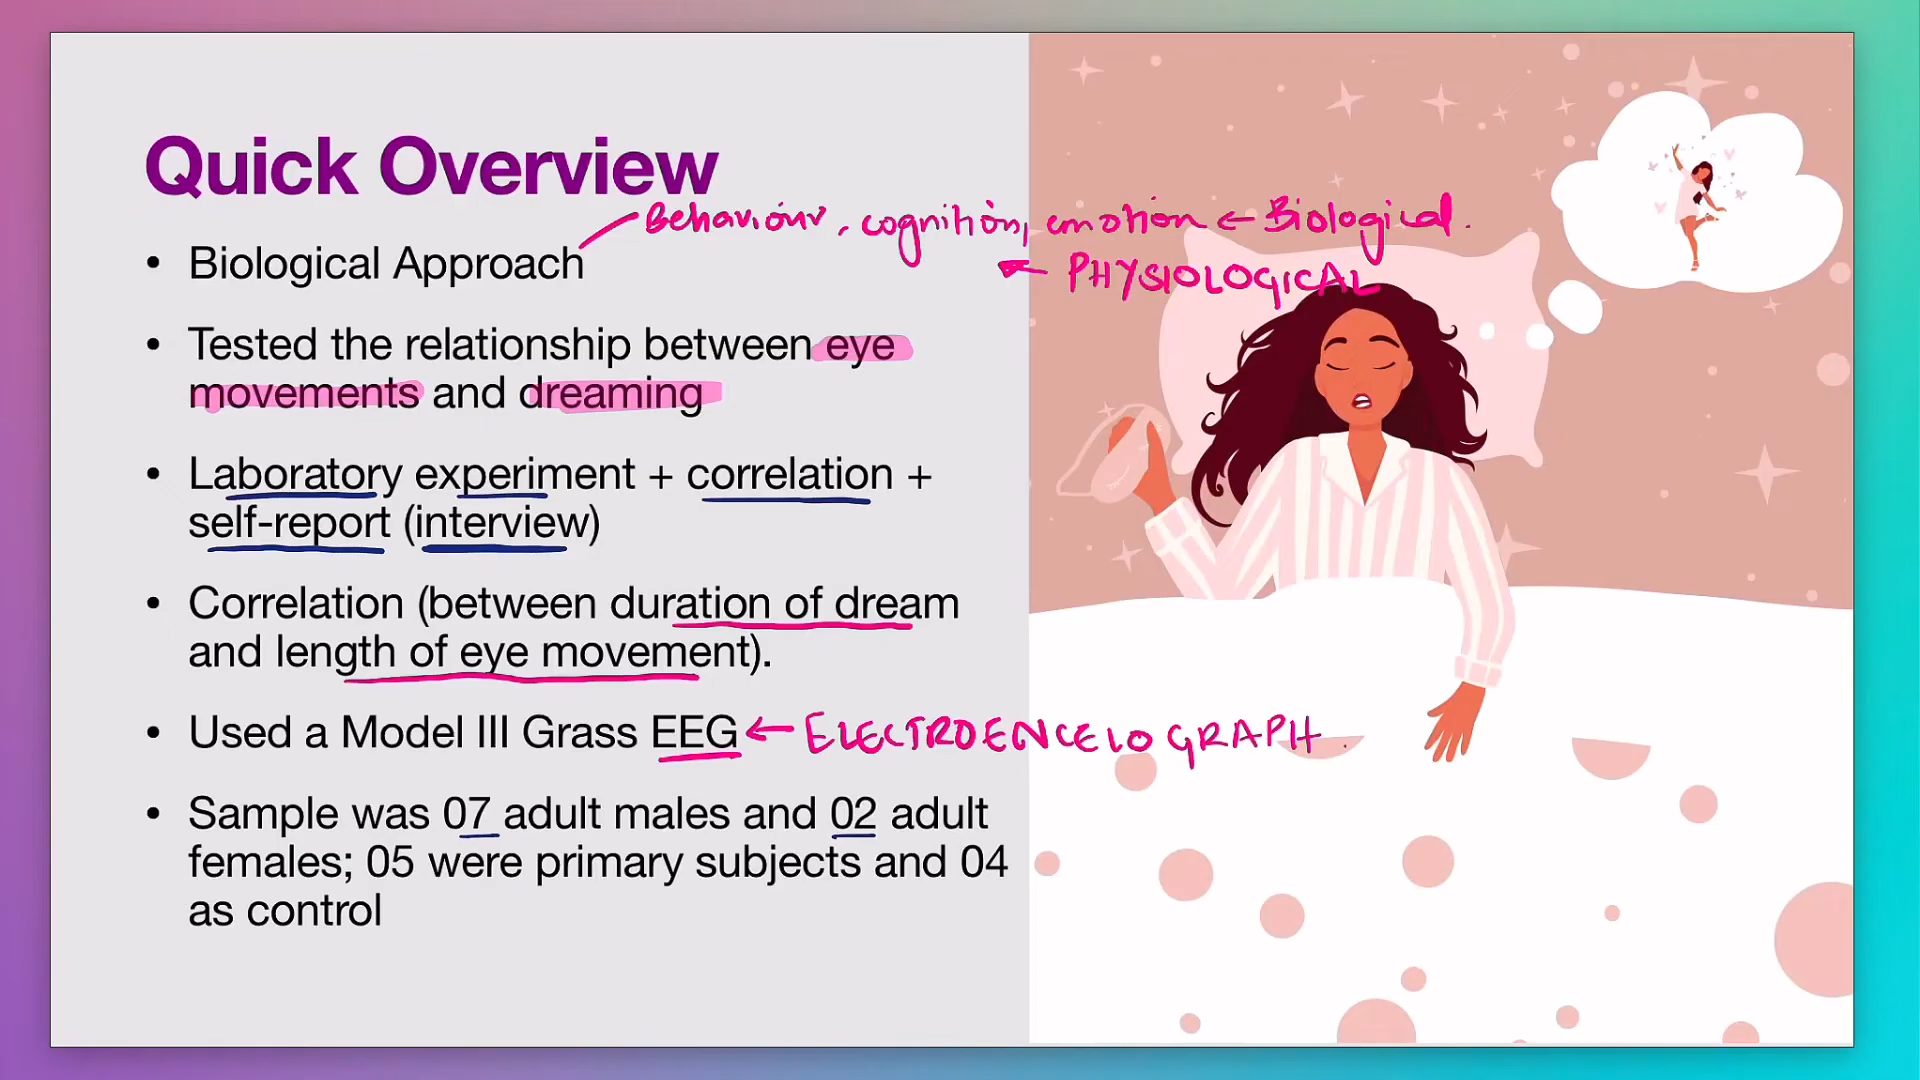 Quick Overview
Behaviour, cognition, emotion ← Biological.
• Biological Approach
← PHYSIOLOGICAL
• Tested the relationship between eye
movements and dreaming
• Laboratory experiment + correlation +
self-report (interview)
• Correlation (between duration of dream
and length of eye movement).
• Used a Model III Grass EEG ← ELECTROENCELOGRAPH.
• Sample was 07 adult males and 02 adult
females; 05 were primary subjects and 04
as control